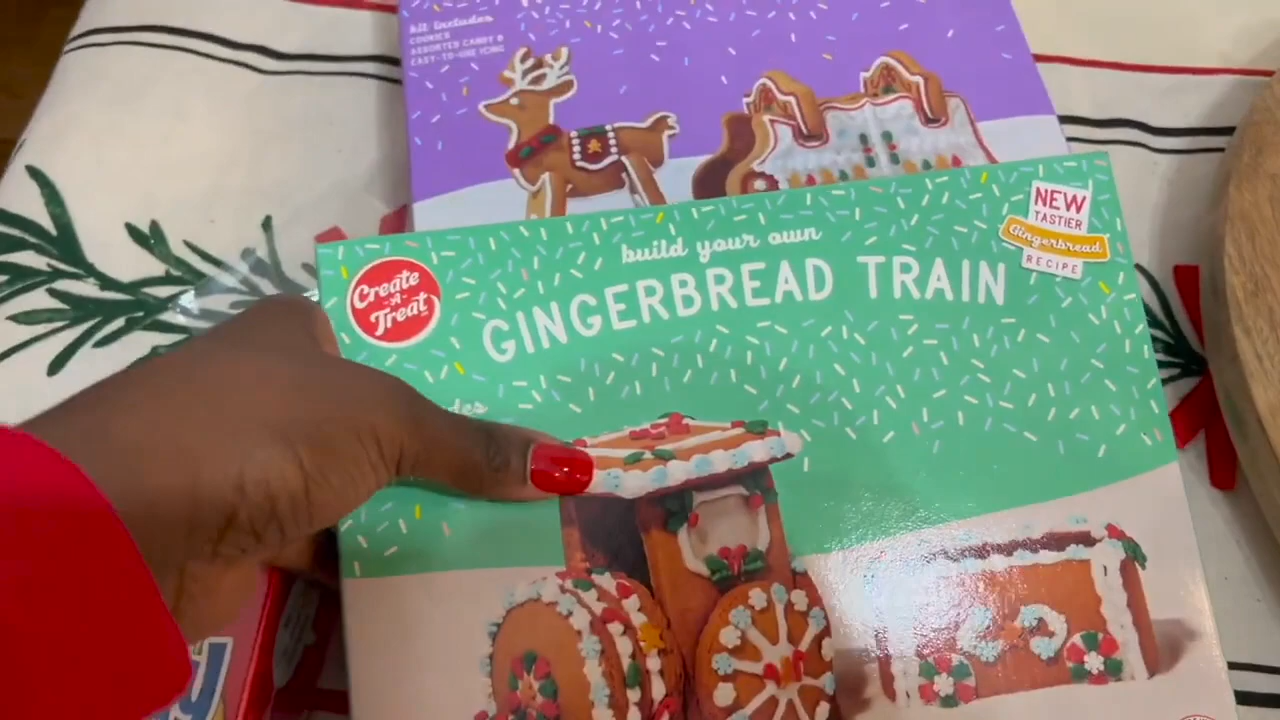 kit includes
COOKIES
ASSORTED CANDY &
EASY-TO-USE ICING
build your own
GINGERBREAD TRAIN
Create
-A-
Treat
NEW
TASTIER
Gingerbread
RECIPE